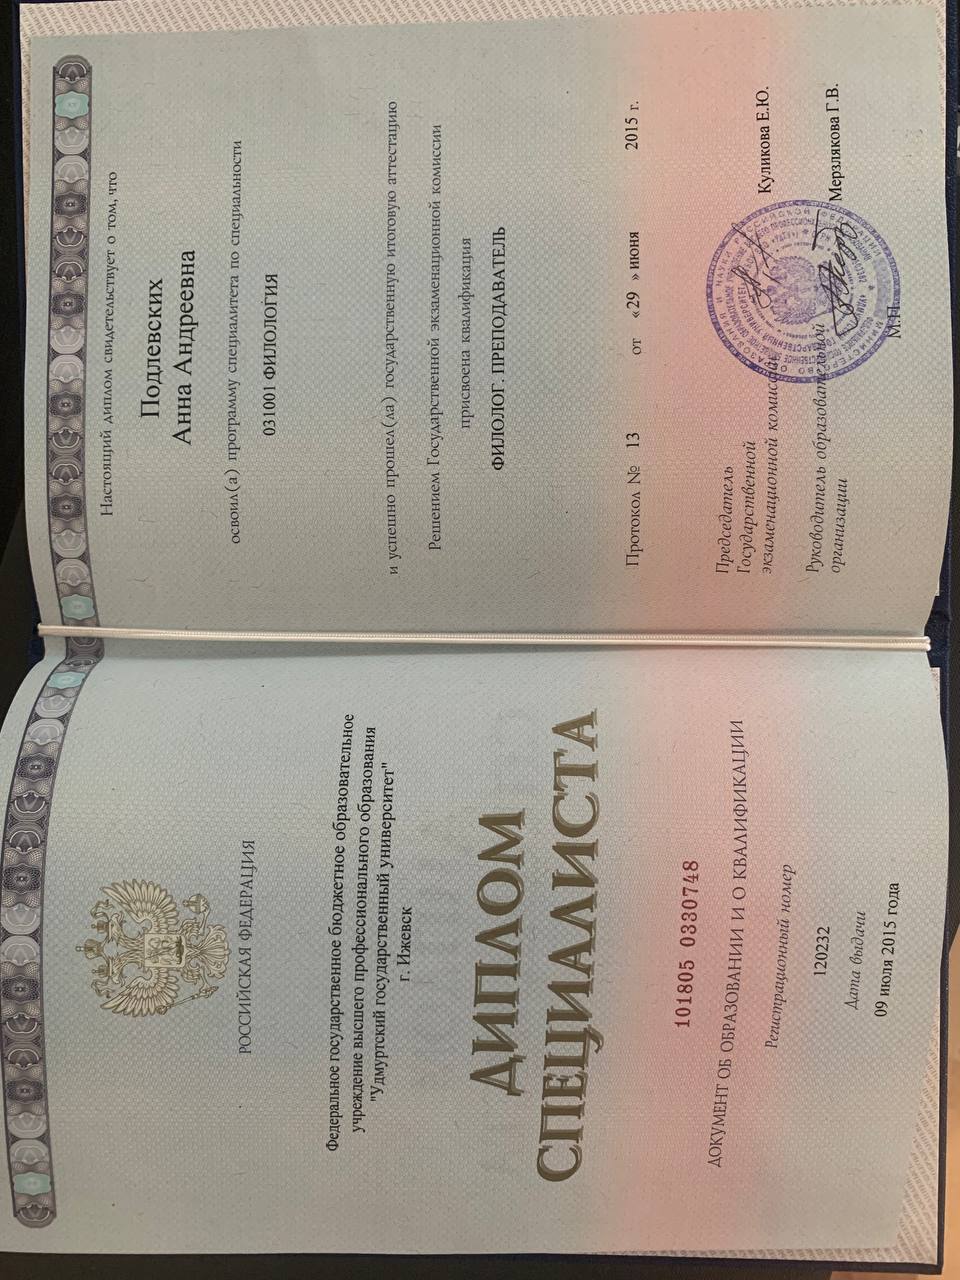 РОССИЙСКАЯ ФЕДЕРАЦИЯ
Федеральное государственное бюджетное образовательное
учреждение высшего профессионального образования
"Удмуртский государственный университет"
г. Ижевск
ДИПЛОМ
СПЕЦИАЛИСТА
101805 0330748
ДОКУМЕНТ ОБ ОБРАЗОВАНИИ И О КВАЛИФИКАЦИИ
Регистрационный номер
120232
Дата выдачи
09 июля 2015 года
Настоящий диплом свидетельствует о том, что
Подлевских
Анна Андреевна
освоил(а) программу специалитета по специальности
031001 ФИЛОЛОГИЯ
и успешно прошел(ла) государственную итоговую аттестацию
Решением Государственной экзаменационной комиссии
присвоена квалификация
ФИЛОЛОГ. ПРЕПОДАВАТЕЛЬ
Протокол № 13 от «29 » июня 2015 г.
Председатель
Государственной
экзаменационной комиссии Куликова Е.Ю.
Руководитель образовательной
организации Мерзлякова Г.В.
М.П.